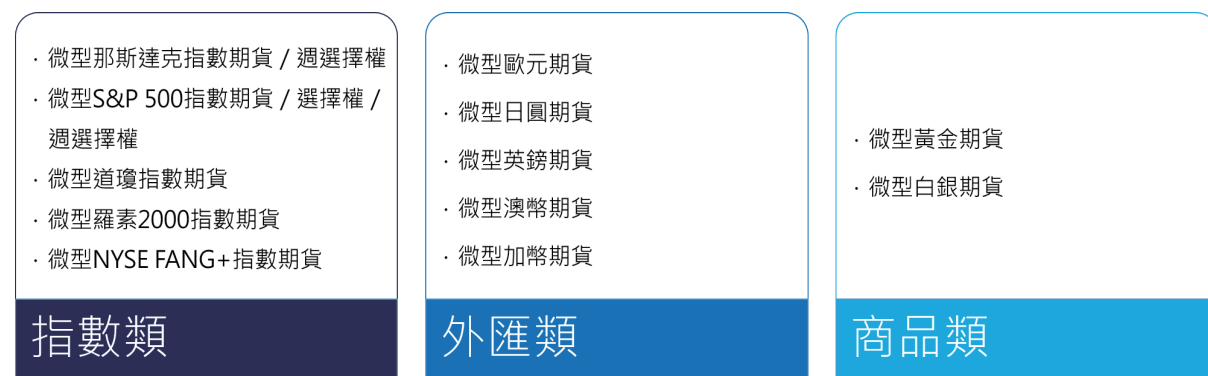 · 微型那斯達克指數期貨 / 週選擇權
· 微型S&P 500指數期貨 / 選擇權 /
週選擇權
· 微型道瓊指數期貨
· 微型羅素2000指數期貨
· 微型NYSE FANG+指數期貨
指數類
· 微型歐元期貨
· 微型日圓期貨
· 微型英鎊期貨
· 微型澳幣期貨
· 微型加幣期貨
外匯類
· 微型黃金期貨
· 微型白銀期貨
商品類